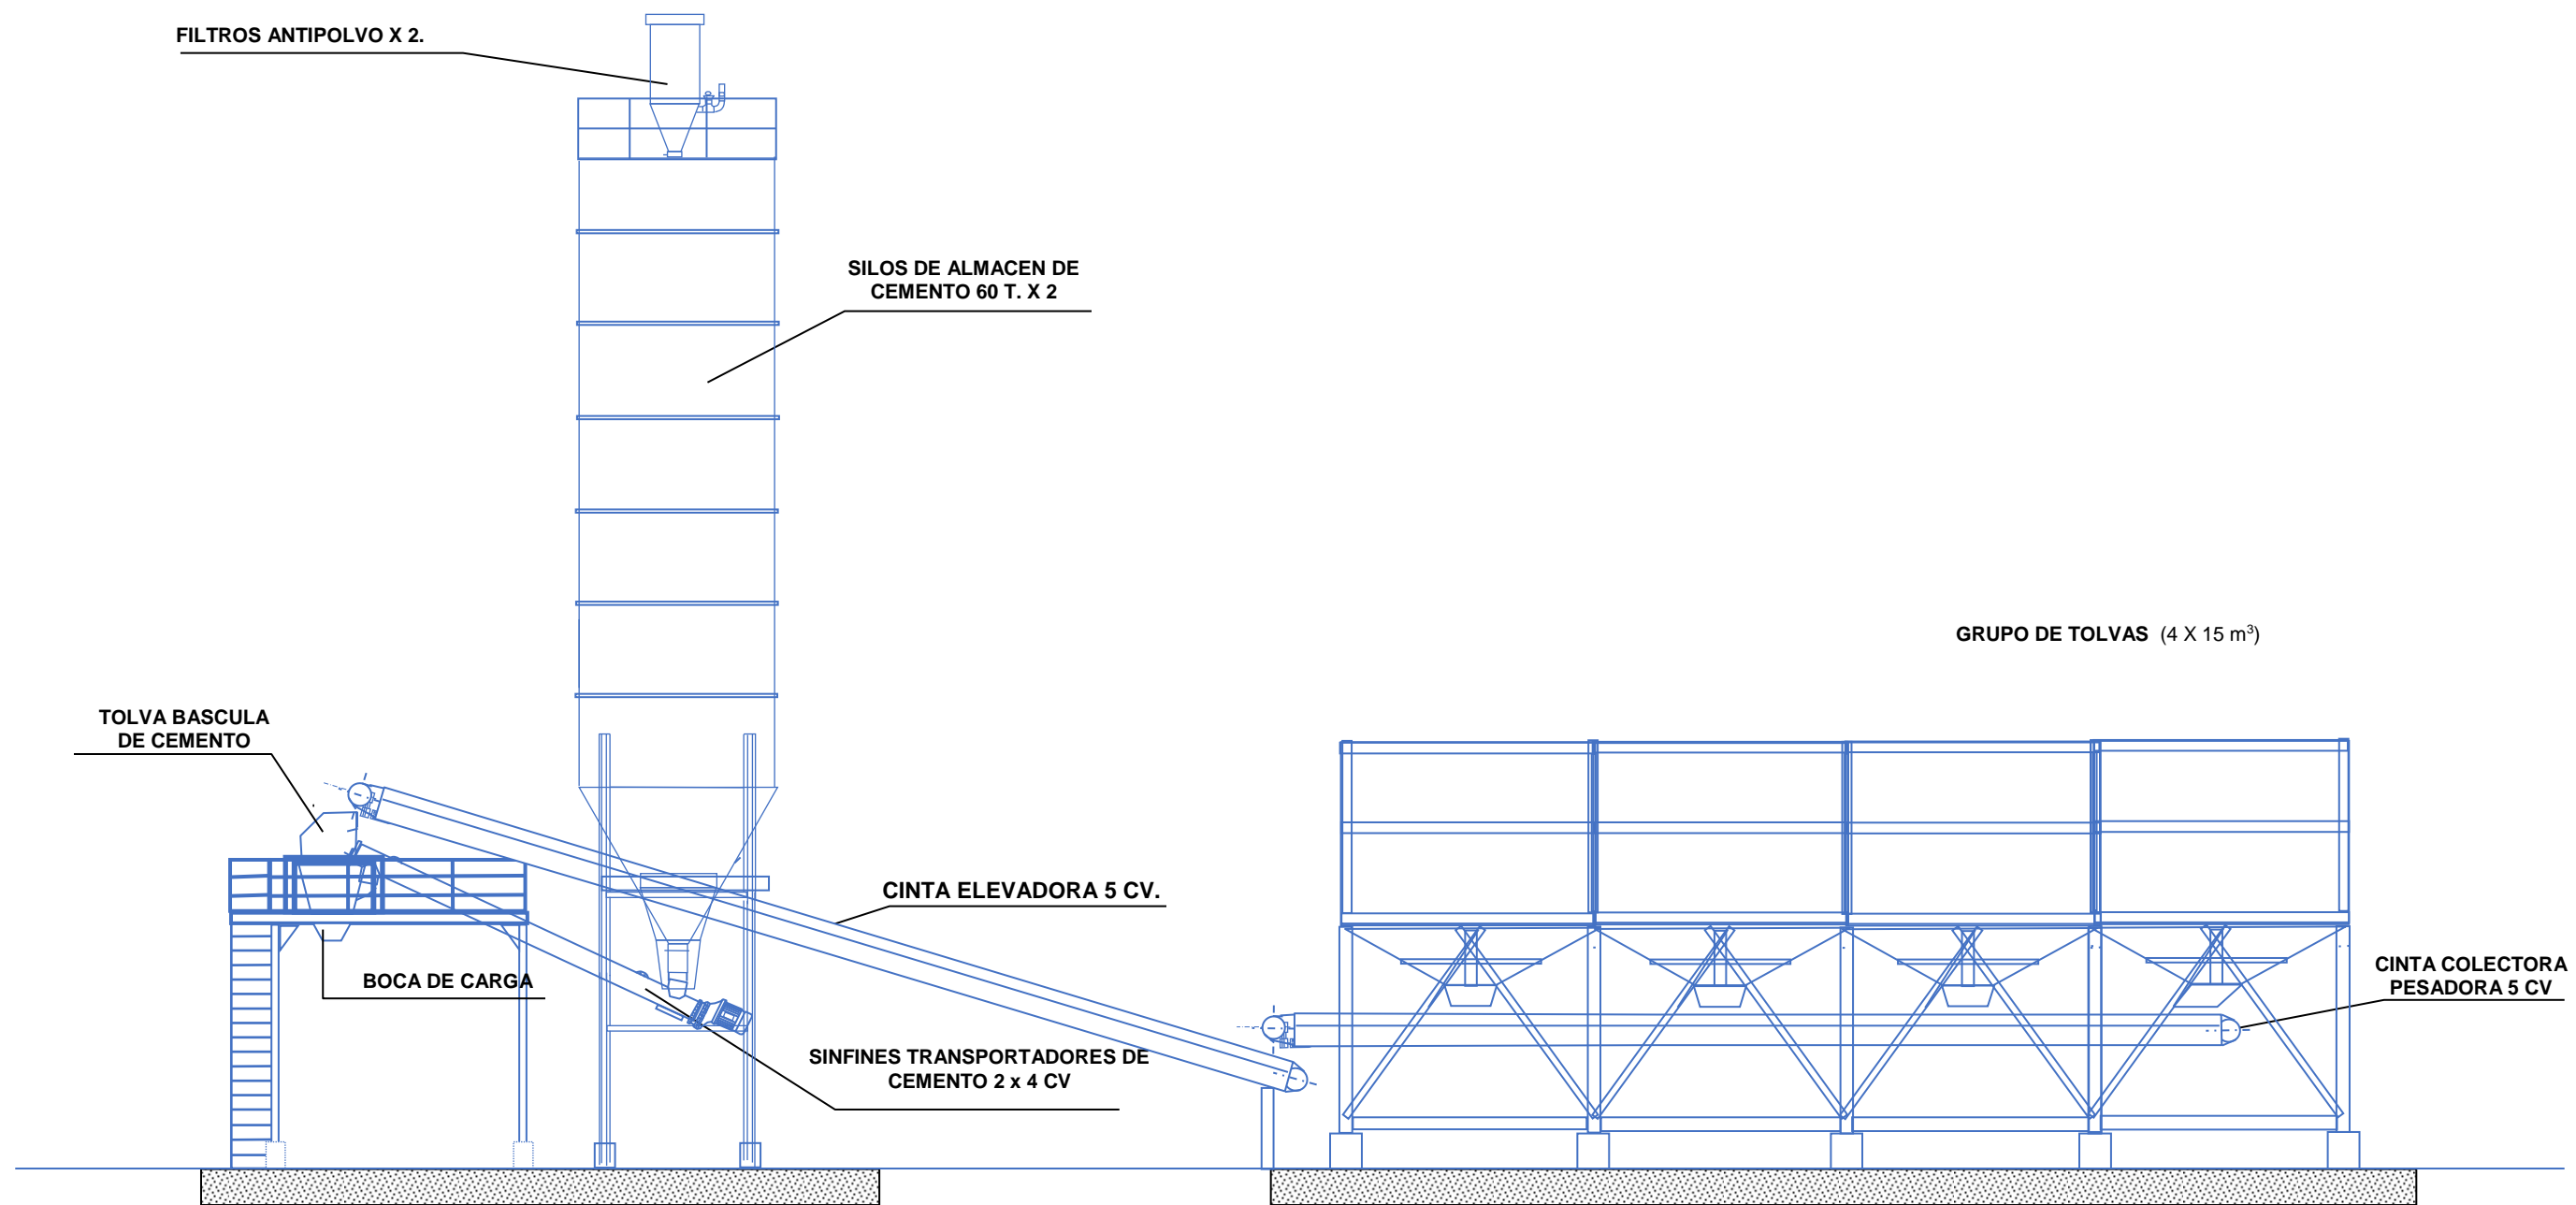 FILTROS ANTIPOLVO X 2.
SILOS DE ALMACEN DE
CEMENTO 60 T. X 2
GRUPO DE TOLVAS (4 X 15 m³)
TOLVA BASCULA
DE CEMENTO
CINTA ELEVADORA 5 CV.
BOCA DE CARGA
CINTA COLECTORA
PESADORA 5 CV
SINFINES TRANSPORTADORES DE
CEMENTO 2 x 4 CV